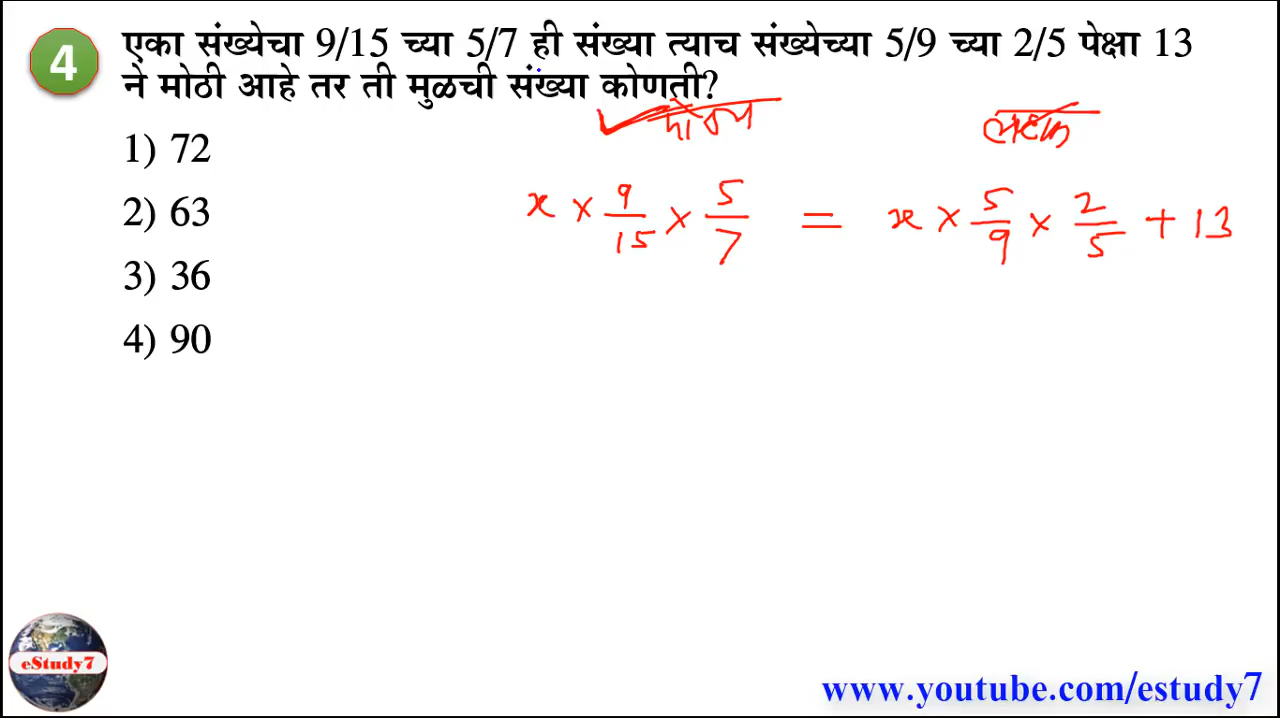 4
एका संख्येचा 9/15 च्या 5/7 ही संख्या त्याच संख्येच्या 5/9 च्या 2/5 पेक्षा 13
ने मोठी आहे तर ती मुळची संख्या कोणती?
1) 72
2) 63
3) 36
4) 90
x × 9/15 × 5/7 = x × 5/9 × 2/5 + 13
eStudy7
www.youtube.com/estudy7